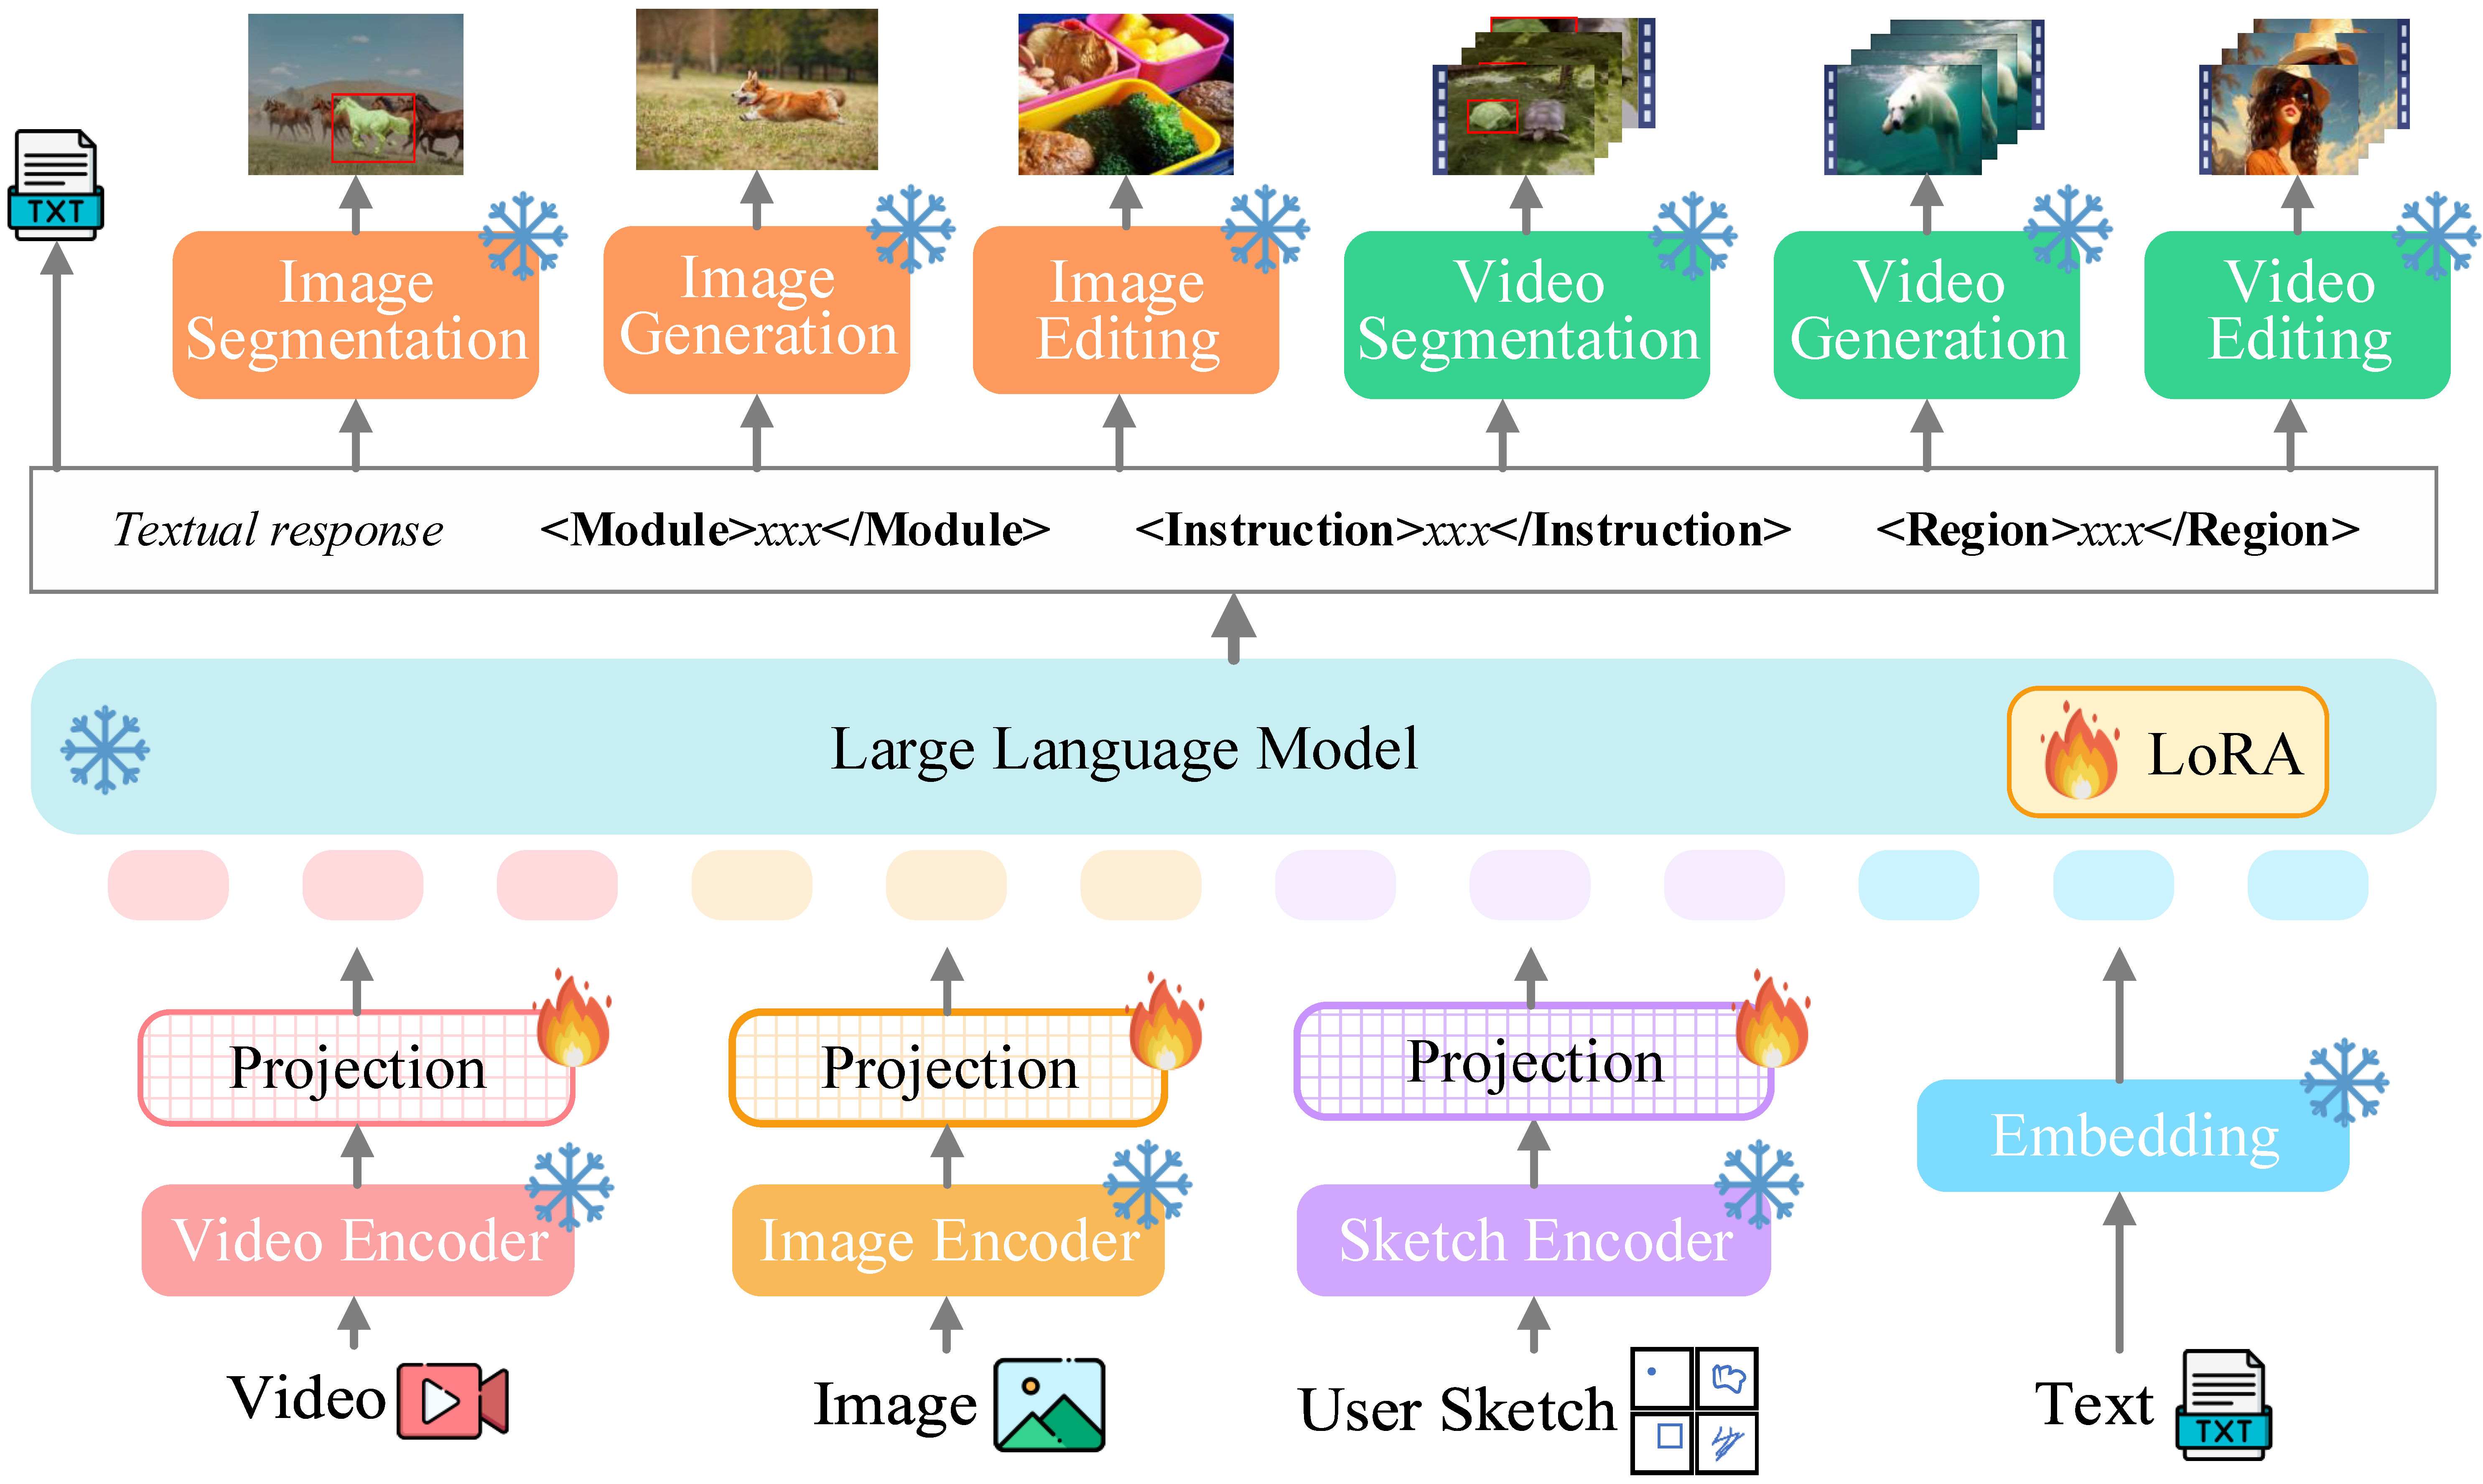 TXT
Image
Segmentation
Image
Generation
Image
Editing
Video
Segmentation
Video
Generation
Video
Editing
Textual response <Module>xxx</Module> <Instruction>xxx</Instruction> <Region>xxx</Region>
Large Language Model
LoRA
Projection
Projection
Projection
Embedding
Video Encoder
Image Encoder
Sketch Encoder
Video
Image
User Sketch
Text
TXT